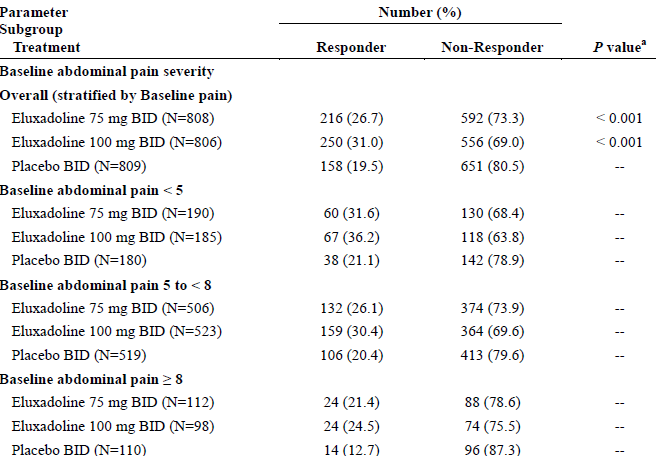 Parameter Number (%)
Subgroup
Treatment Responder Non-Responder P valueᵃ
Baseline abdominal pain severity
Overall (stratified by Baseline pain)
Eluxadoline 75 mg BID (N=808) 216 (26.7) 592 (73.3) < 0.001
Eluxadoline 100 mg BID (N=806) 250 (31.0) 556 (69.0) < 0.001
Placebo BID (N=809) 158 (19.5) 651 (80.5) --
Baseline abdominal pain < 5
Eluxadoline 75 mg BID (N=190) 60 (31.6) 130 (68.4) --
Eluxadoline 100 mg BID (N=185) 67 (36.2) 118 (63.8) --
Placebo BID (N=180) 38 (21.1) 142 (78.9) --
Baseline abdominal pain 5 to < 8
Eluxadoline 75 mg BID (N=506) 132 (26.1) 374 (73.9) --
Eluxadoline 100 mg BID (N=523) 159 (30.4) 364 (69.6) --
Placebo BID (N=519) 106 (20.4) 413 (79.6) --
Baseline abdominal pain ≥ 8
Eluxadoline 75 mg BID (N=112) 24 (21.4) 88 (78.6) --
Eluxadoline 100 mg BID (N=98) 24 (24.5) 74 (75.5) --
Placebo BID (N=110) 14 (12.7) 96 (87.3) --